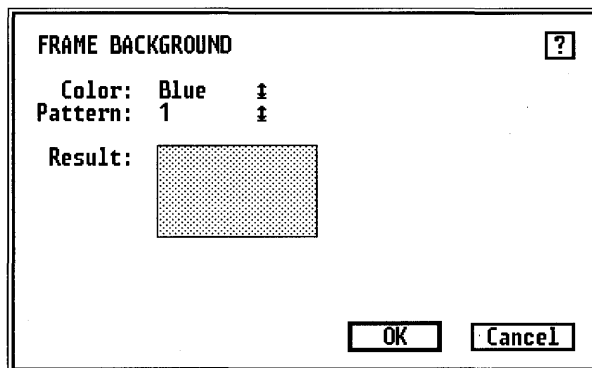 FRAME BACKGROUND ?
Color: Blue ↕
Pattern: 1 ↕
Result:
OK Cancel